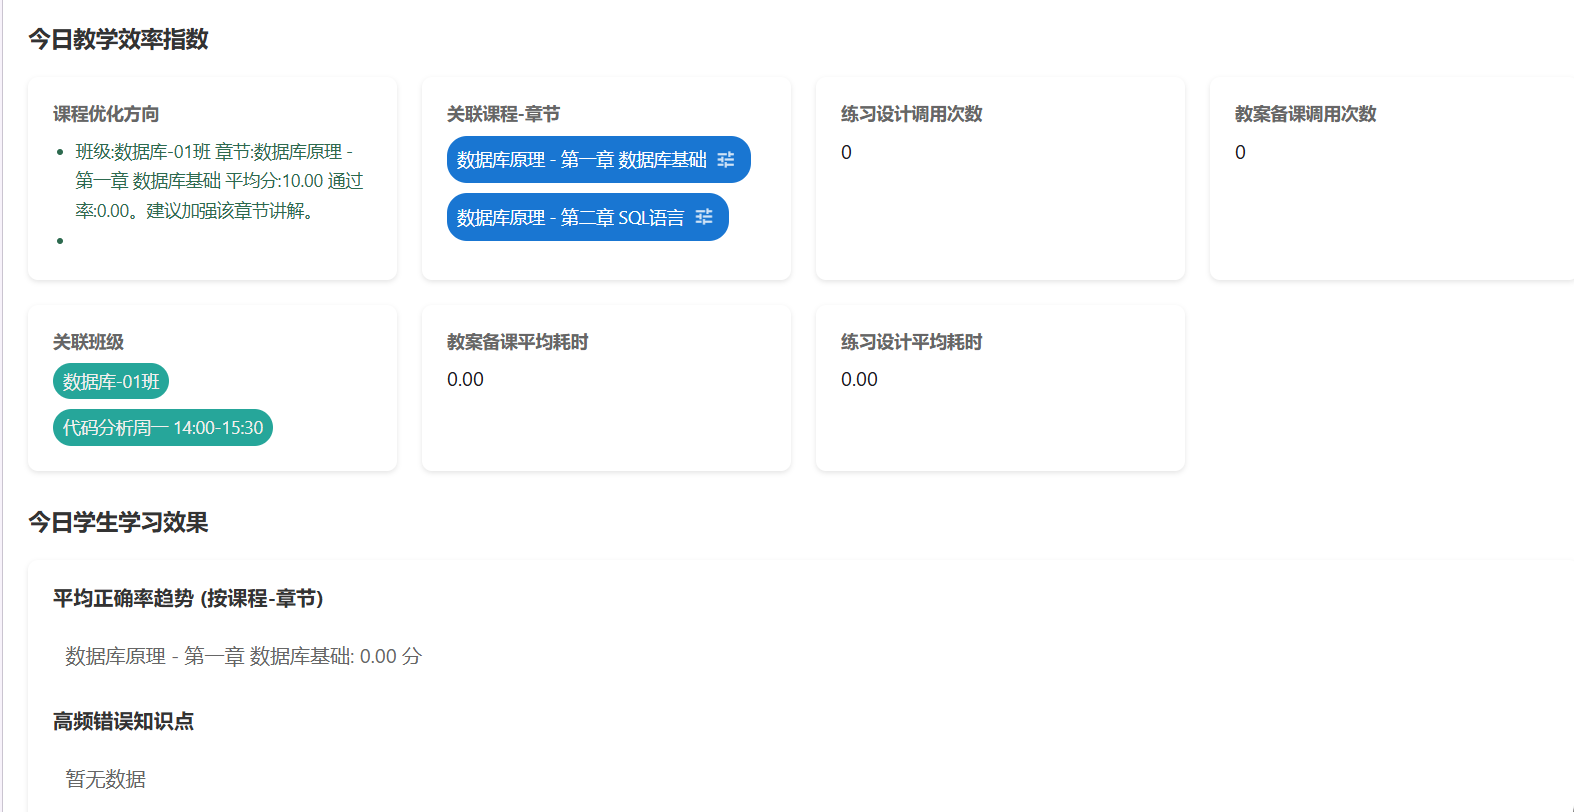 今日教学效率指数
课程优化方向
班级:数据库-01班 章节:数据库原理 -
第一章 数据库基础 平均分:10.00 通过
率:0.00。建议加强该章节讲解。
关联课程-章节
数据库原理 - 第一章 数据库基础
数据库原理 - 第二章 SQL语言
练习设计调用次数
0
教案备课调用次数
0
关联班级
数据库-01班
代码分析周一 14:00-15:30
教案备课平均耗时
0.00
练习设计平均耗时
0.00
今日学生学习效果
平均正确率趋势 (按课程-章节)
数据库原理 - 第一章 数据库基础: 0.00 分
高频错误知识点
暂无数据